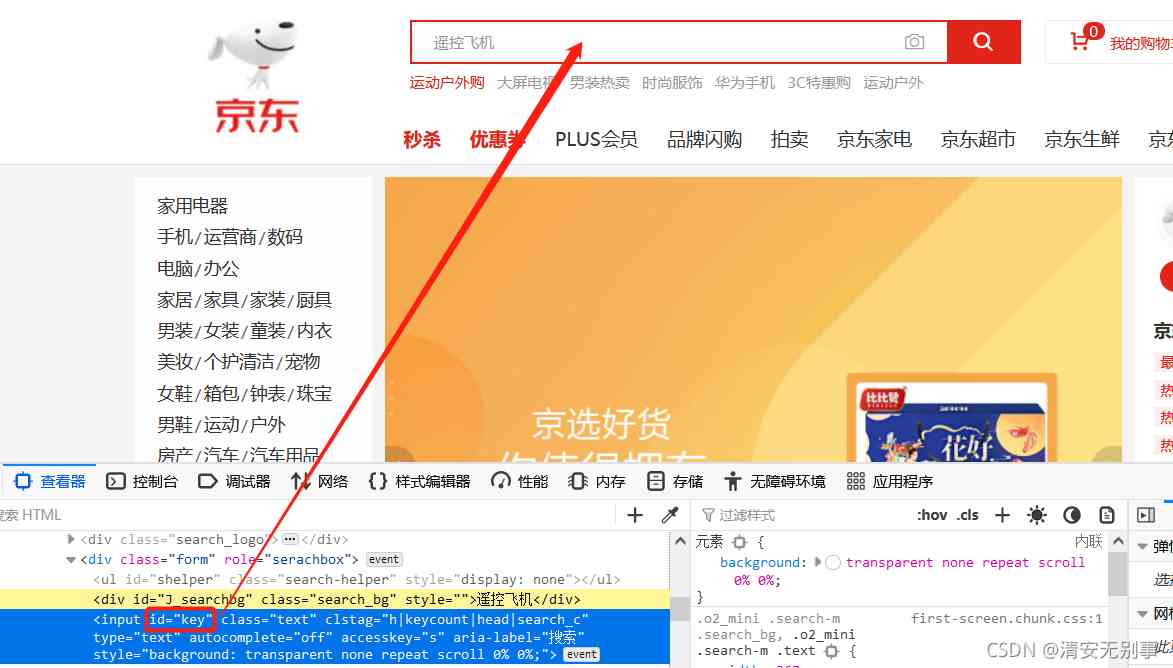 京东
遥控飞机
0
我的购物
运动户外购 大屏电视 男装热卖 时尚服饰 华为手机 3C特惠购 运动户外
秒杀 优惠券 PLUS会员 品牌闪购 拍卖 京东家电 京东超市 京东生鲜
家用电器
手机/运营商/数码
电脑/办公
家居/家具/家装/厨具
男装/女装/童装/内衣
美妆/个护清洁/宠物
女鞋/箱包/钟表/珠宝
男鞋/运动/户外
房产/汽车/汽车用品
京选好货
你值得拥有
比比赞
花好
京
最
热
热
热
查看器 控制台 调试器 网络 样式编辑器 性能 内存 存储 无障碍环境 应用程序
搜索 HTML
<div class="search_logo"> </div>
<div class="form" role="serachbox"> event
<ul id="shelper" class="search-helper" style="display: none"></ul>
<div id="J_searchbg" class="search_bg" style="">遥控飞机</div>
<input id="key" class="text" clstag="h|keycount|head|search_c"
type="text" autocomplete="off" accesskey="s" aria-label="搜索"
style="background: transparent none repeat scroll 0% 0%;"> event
过滤样式
:hov .cls
元素 { 内联
background: transparent none repeat scroll
0% 0%;
}
.o2_mini .search-m first-screen.chunk.css:1
.search_bg, .o2_mini
.search-m .text {
弹
选
网
CSDN @清安无别事